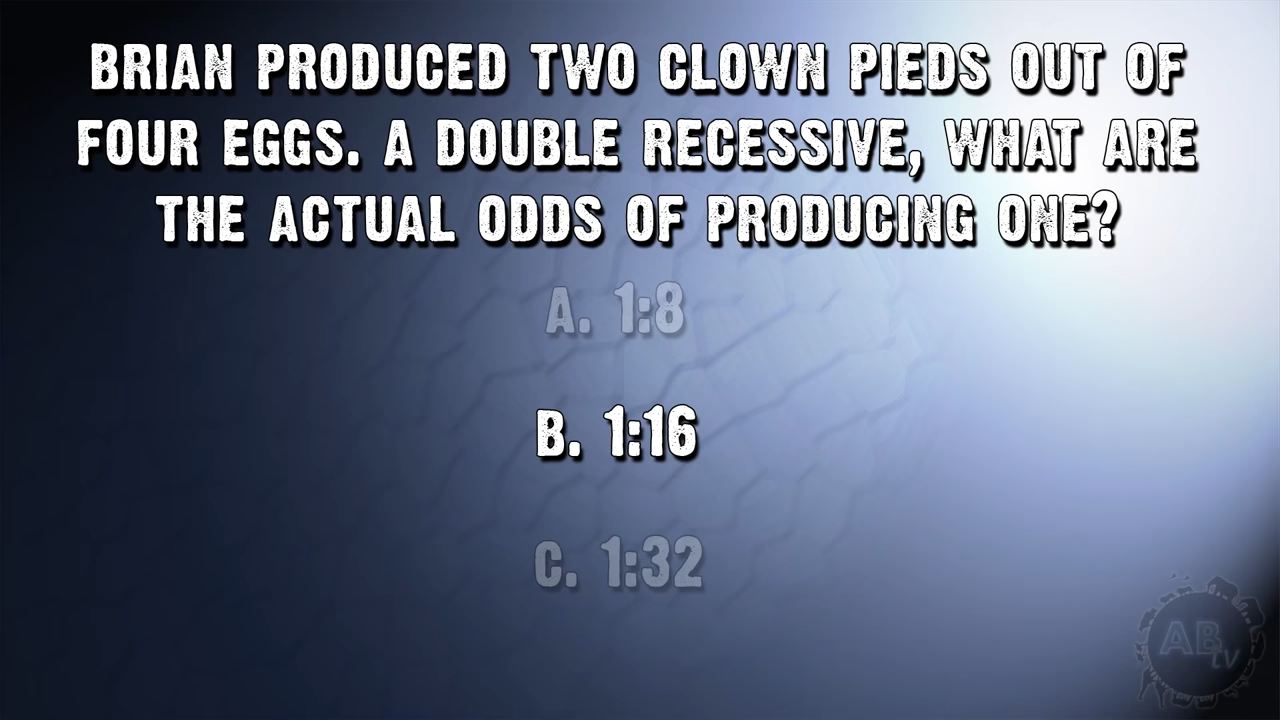 BRIAN PRODUCED TWO CLOWN PIEDS OUT OF
FOUR EGGS. A DOUBLE RECESSIVE, WHAT ARE
THE ACTUAL ODDS OF PRODUCING ONE?
A. 1:8
B. 1:16
C. 1:32
AB
tv